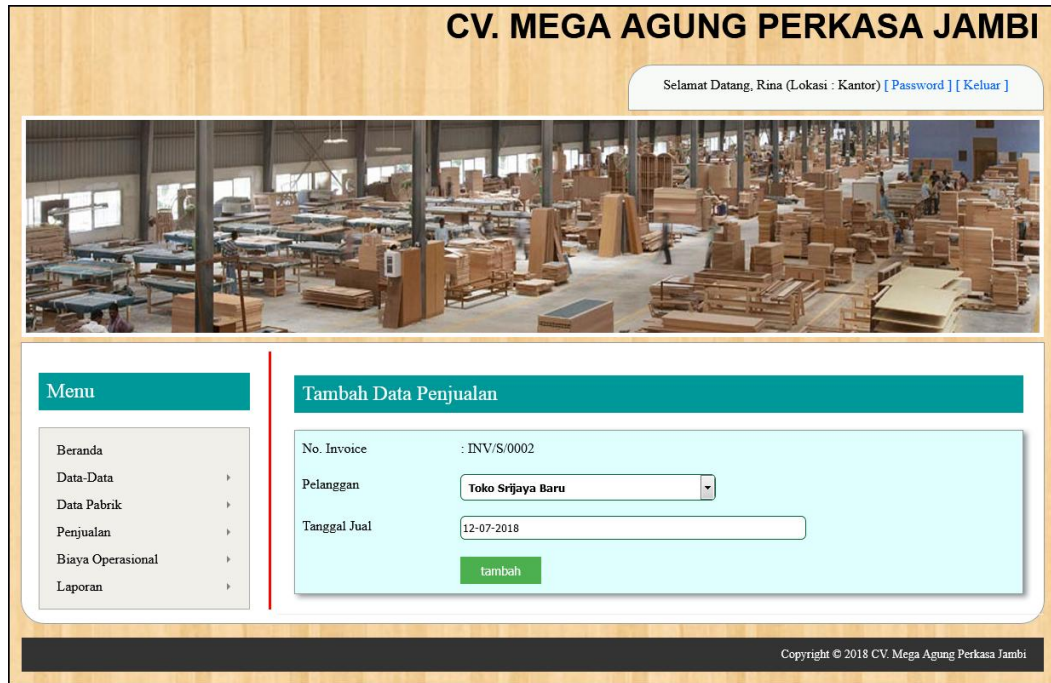 CV. MEGA AGUNG PERKASA JAMBI
Selamat Datang, Rina (Lokasi : Kantor) [ Password ] [ Keluar ]
Menu
Beranda
Data-Data
Data Pabrik
Penjualan
Biaya Operasional
Laporan
Tambah Data Penjualan
No. Invoice : INV/S/0002
Pelanggan Toko Srijaya Baru
Tanggal Jual 12-07-2018
tambah
Copyright © 2018 CV. Mega Agung Perkasa Jambi